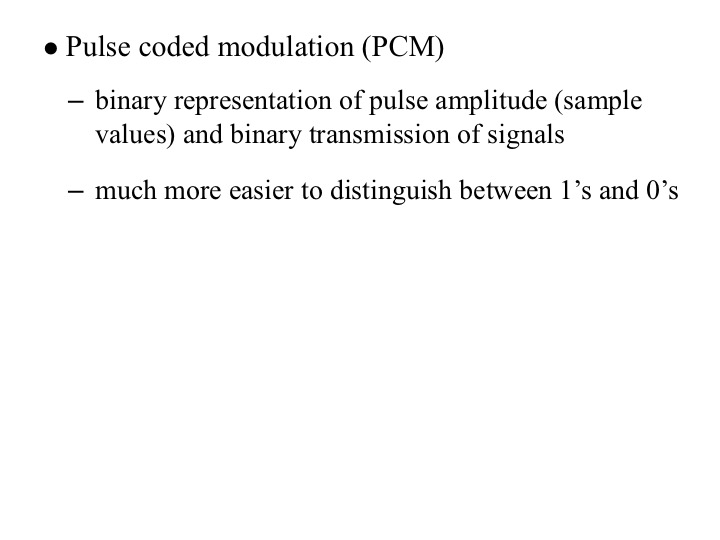 ● Pulse coded modulation (PCM)
– binary representation of pulse amplitude (sample
values) and binary transmission of signals
– much more easier to distinguish between 1’s and 0’s